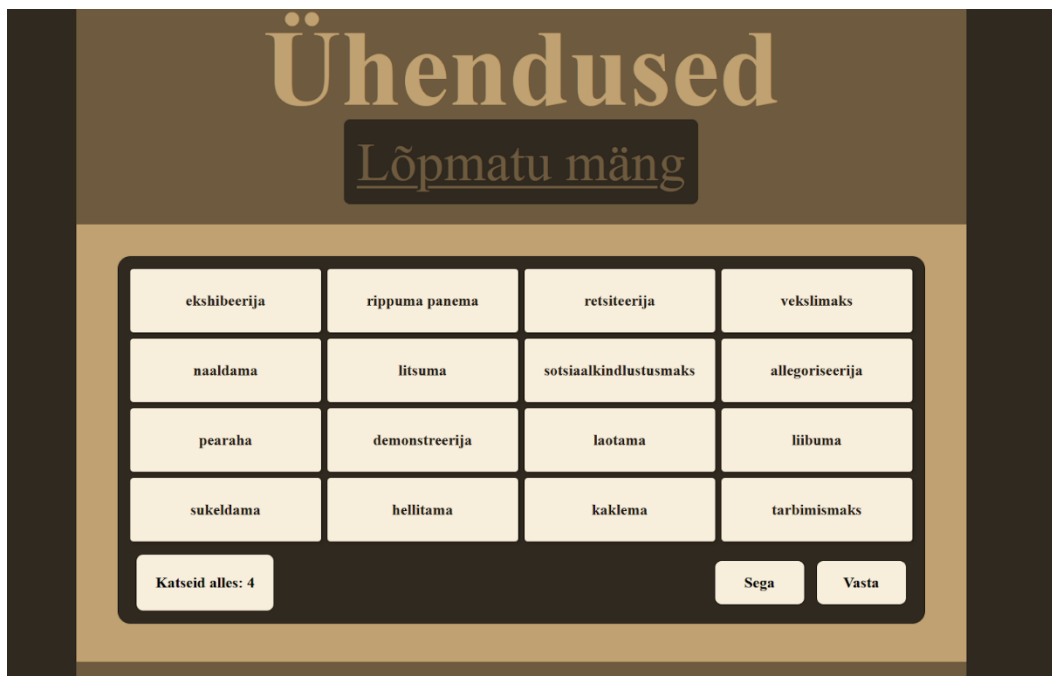 Ühendused
Lõpmatu mäng
ekshibeerija rippuma panema retsiteerija vekslimaks
naaldama litsuma sotsiaalkindlustusmaks allegoriseerija
pearaha demonstreerija laotama liibuma
sukeldama hellitama kaklema tarbimismaks
Katseid alles: 4 Sega Vasta